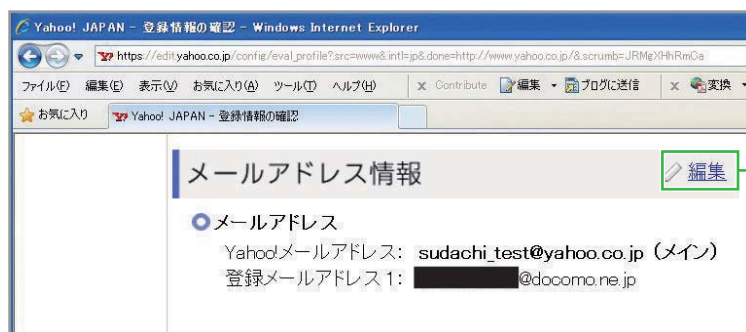 Yahoo! JAPAN - 登録情報の確認 - Windows Internet Explorer
https://edit.yahoo.co.jp/config/eval_profile?.src=www&.intl=jp&.done=http://www.yahoo.co.jp/&.scrumb=JRMgXHhRmCa
ファイル(F) 編集(E) 表示(V) お気に入り(A) ツール(T) ヘルプ(H) x Contribute 編集 ブログに送信 x 変換
お気に入り Yahoo! JAPAN - 登録情報の確認
メールアドレス情報 編集
メールアドレス
Yahoo!メールアドレス: sudachi_test@yahoo.co.jp (メイン)
登録メールアドレス1: @docomo.ne.jp